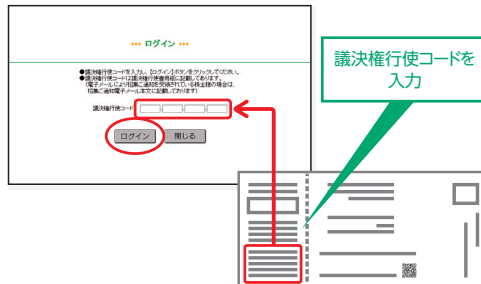 ••• ログイン •••
●議決権行使コードを入力し、[ログイン]ボタンをクリックしてください。
●議決権行使コードは議決権行使書用紙に記載してあります。
(電子メールにより招集ご通知を受領されている株主様の場合は、
招集ご通知電子メール本文に記載しております)
議決権行使コード
ログイン
閉じる
議決権行使コードを
入力